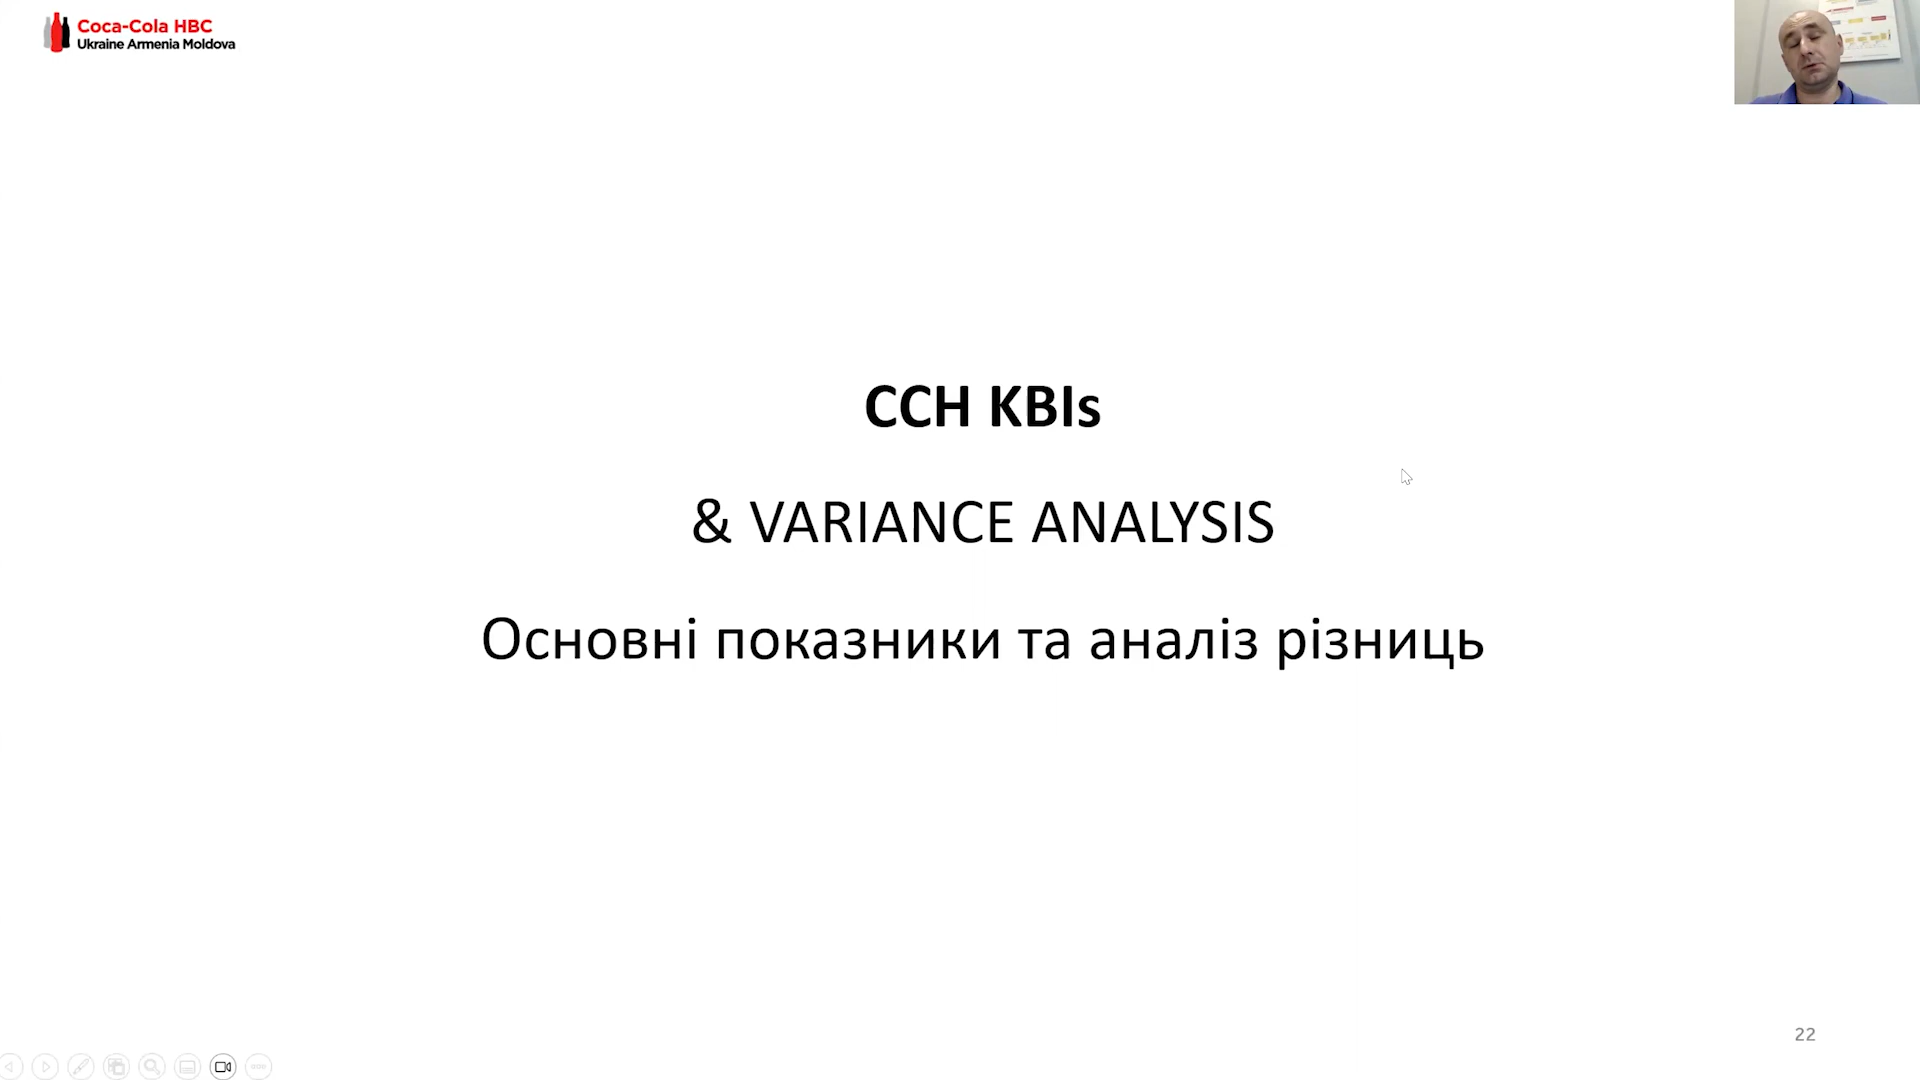 Coca-Cola HBC
Ukraine Armenia Moldova
CCH KBIs
& VARIANCE ANALYSIS
Основні показники та аналіз різниць
22